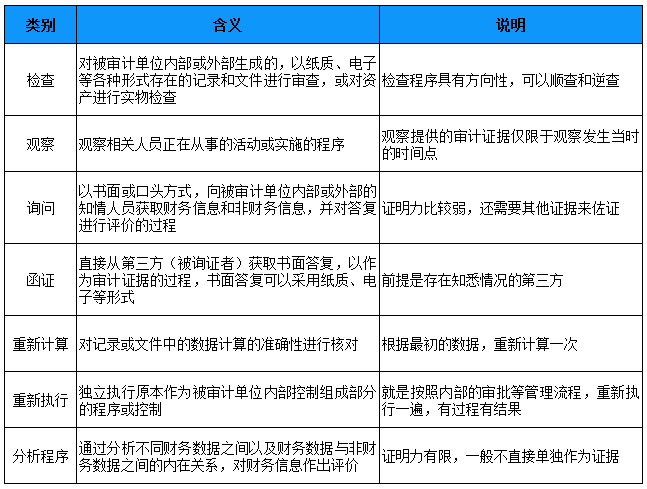 类别 含义 说明
检查
对被审计单位内部或外部生成的，以纸质、电子
等各种形式存在的记录和文件进行审查，或对资
产进行实物检查
检查程序具有方向性，可以顺查和逆查
观察
观察相关人员正在从事的活动或实施的程序
观察提供的审计证据仅限于观察发生当时
的时间点
询问
以书面或口头方式，向被审计单位内部或外部的
知情人员获取财务信息和非财务信息，并对答复
进行评价的过程
证明力比较弱，还需要其他证据来佐证
函证
直接从第三方（被询证者）获取书面答复，以作
为审计证据的过程，书面答复可以采用纸质、电
子等形式
前提是存在知悉情况的第三方
重新计算
对记录或文件中的数据计算的准确性进行核对
根据最初的数据，重新计算一次
重新执行
独立执行原本作为被审计单位内部控制组成部分
的程序或控制
就是按照内部的审批等管理流程，重新执
行一遍，有过程有结果
分析程序
通过分析不同财务数据之间以及财务数据与非财
务数据之间的内在关系，对财务信息作出评价
证明力有限，一般不直接单独作为证据